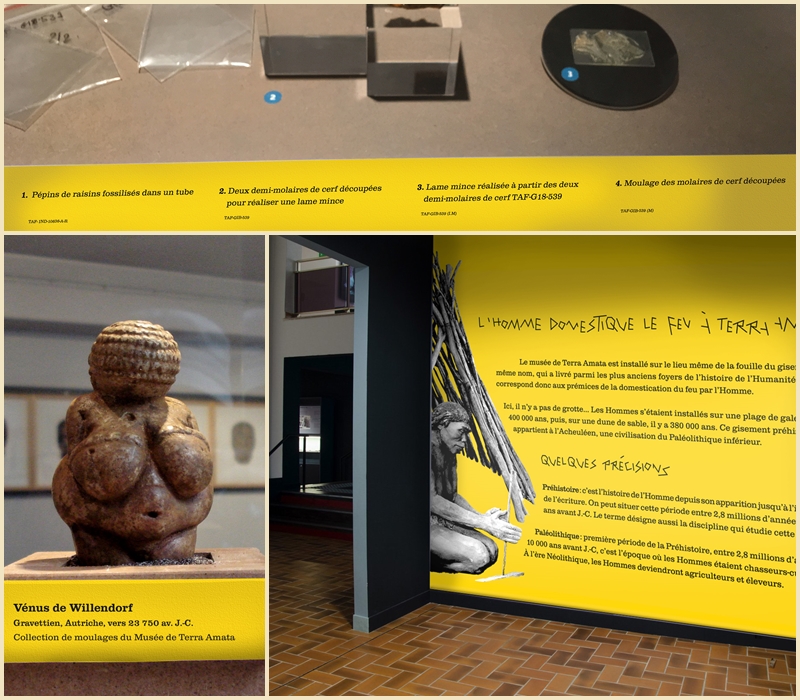 2
3
1. Pépins de raisins fossilisés dans un tube
2. Deux demi-molaires de cerf découpées
pour réaliser une lame mince
3. Lame mince réalisée à partir des deux
demi-molaires de cerf TAF-G18-539
4. Moulage des molaires de cerf découpées
Vénus de Willendorf
Gravettien, Autriche, vers 23 750 av. J.-C.
Collection de moulages du Musée de Terra Amata
L'HOMME DOMESTIQUE LE FEU À TERRA AM
Le musée de Terra Amata est installé sur le lieu même de la fouille du gise
même nom, qui a livré parmi les plus anciens foyers de l'histoire de l'Humanité
correspond donc aux prémices de la domestication du feu par l'Homme.
Ici, il n'y a pas de grotte... Les Hommes s'étaient installés sur une plage de gale
400 000 ans, puis, sur une dune de sable, il y a 380 000 ans. Ce gisement préhi
appartient à l'Acheuléen, une civilisation du Paléolithique inférieur.
QUELQUES PRÉCISIONS
Préhistoire : c'est l'histoire de l'Homme depuis son apparition jusqu'à l'i
de l'écriture. On peut situer cette période entre 2,8 millions d'année
ans avant J.-C. Le terme désigne aussi la discipline qui étudie cette
Paléolithique : première période de la Préhistoire, entre 2,8 millions d'a
10 000 ans avant J.-C, c'est l'époque où les Hommes étaient chasseurs-cu
À l'ère Néolithique, les Hommes deviendront agriculteurs et éleveurs.